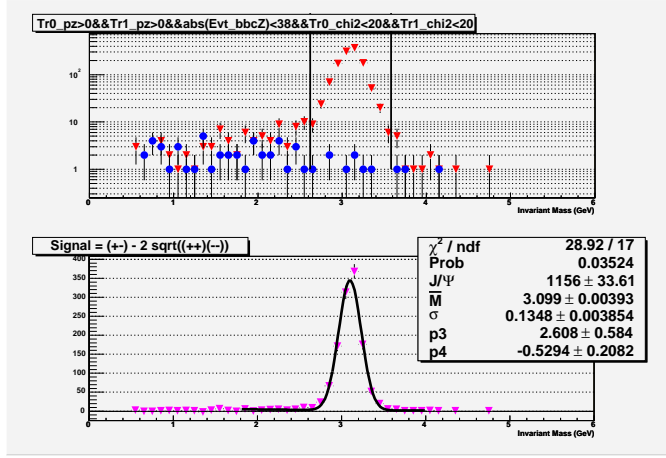 Tr0_pz>0&&Tr1_pz>0&&abs(Evt_bbcZ)<38&&Tr0_chi2<20&&Tr1_chi2<20
10²
10
1
0 1 2 3 4 5 6
Invariant Mass (GeV)
Signal = (+-) - 2 sqrt((++)(--))
χ² / ndf 28.92 / 17
Prob 0.03524
J/Ψ 1156 ± 33.61
M̅ 3.099 ± 0.00393
σ 0.1348 ± 0.003854
p3 2.608 ± 0.584
p4 -0.5294 ± 0.2082
400
350
300
250
200
150
100
50
0
0 1 2 3 4 5 6
Invariant Mass (GeV)